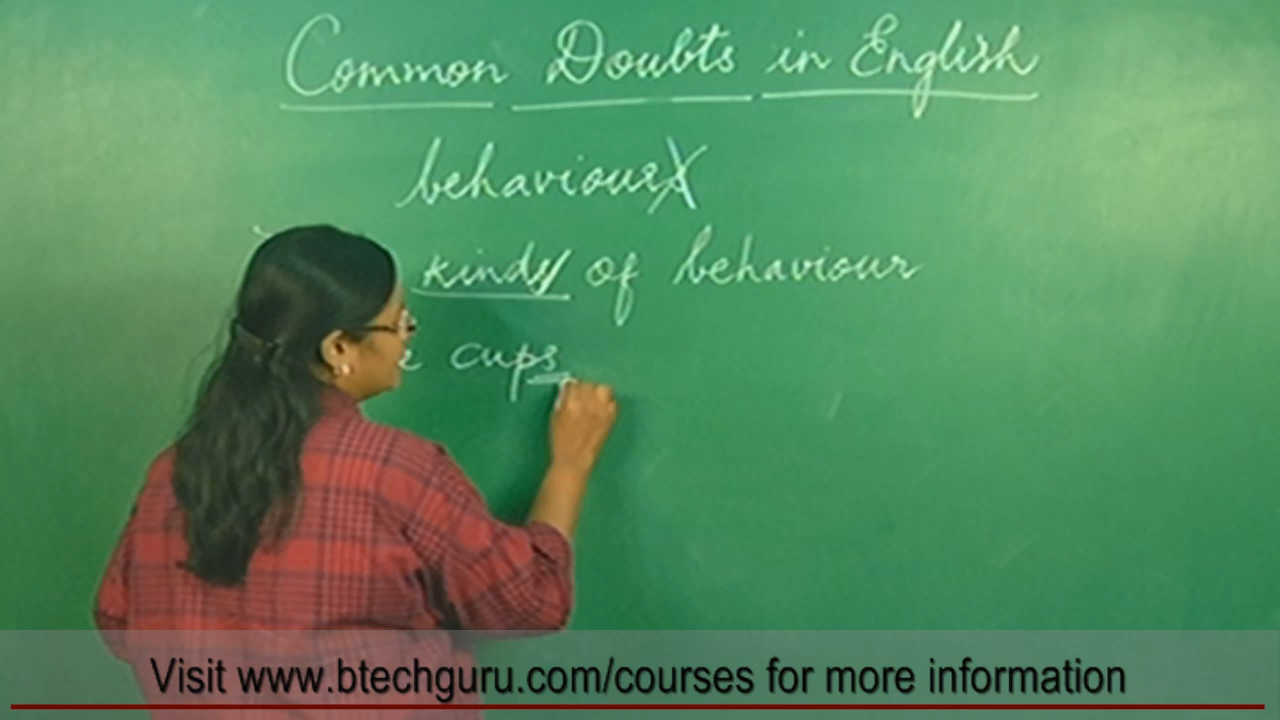 Common Doubts in English
behaviours
kinds of behaviour
cups
Visit www.btechguru.com/courses for more information